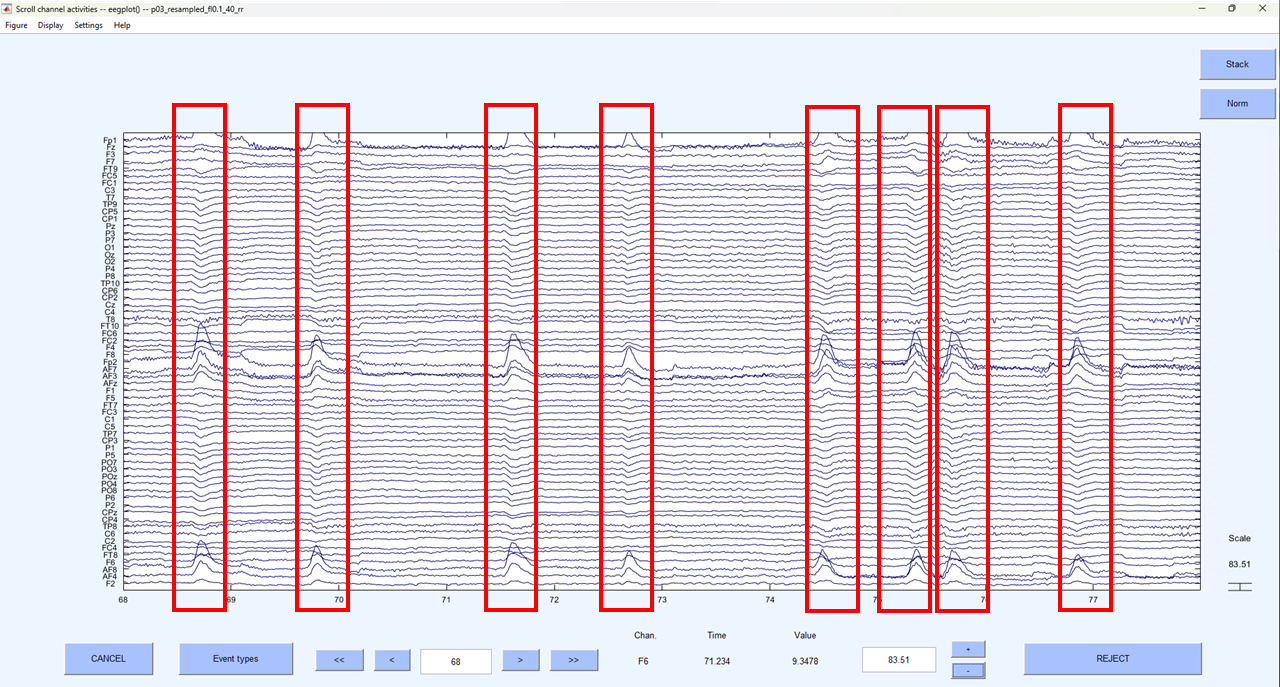 Scroll channel activities -- eegplot() -- p03_resampled_fl0.1_40_rr
Figure Display Settings Help
Stack
Norm
Fp1
Fz
F3
F7
FT9
FC5
FC1
C3
T7
TP9
CP5
CP1
Pz
P3
P7
O1
Oz
O2
P4
P8
TP10
CP6
CP2
Cz
C4
T8
FT10
FC6
FC2
F4
F8
Fp2
AF7
AF3
AFz
F1
F5
FT7
FC3
C1
C5
TP7
CP3
P1
P5
PO7
PO3
POz
PO4
PO8
P6
P2
CPz
CP4
TP8
C6
C2
FC4
FT8
F6
AF8
AF4
F2
68 69 70 71 72 73 74 75 76 77
Scale
83.51
Chan. Time Value
F6 71.234 9.3478
CANCEL Event types << < 68 > >> 83.51 + - REJECT